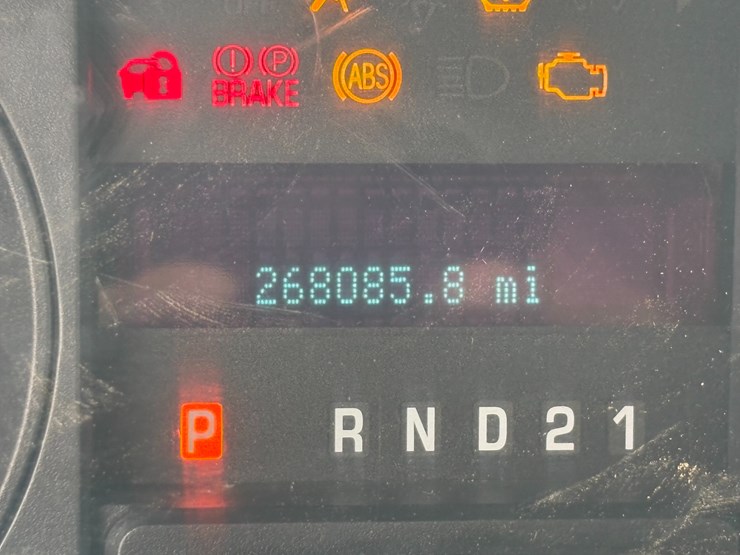 ! P
BRAKE ABS
268085.8 mi
P R N D 2 1